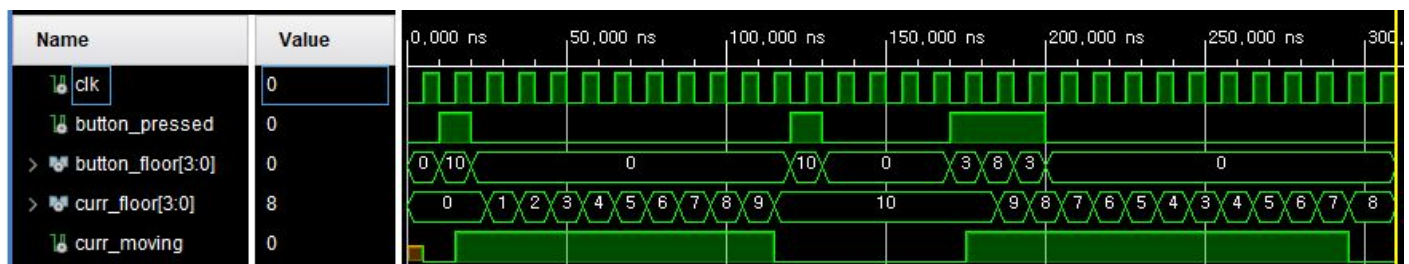 Name Value 0,000 ns 50,000 ns 100,000 ns 150,000 ns 200,000 ns 250,000 ns 300,
clk 0
button_pressed 0
button_floor[3:0] 0 0 10 0 10 0 3 8 3 0
curr_floor[3:0] 8 0 1 2 3 4 5 6 7 8 9 10 9 8 7 6 5 4 3 4 5 6 7 8
curr_moving 0